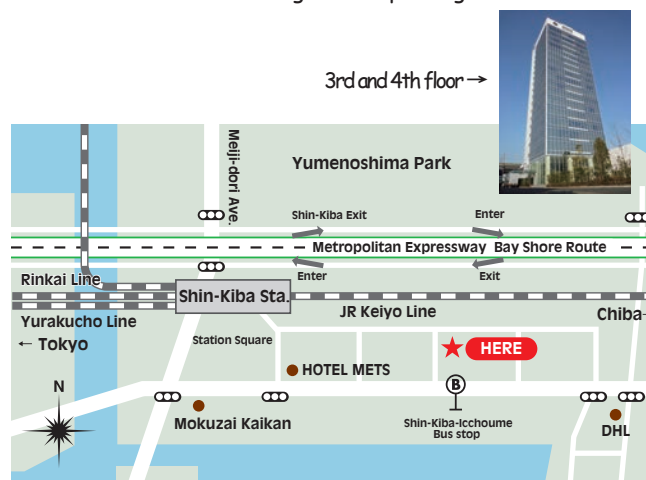 3rd and 4th floor →
Meiji-dori Ave.
Yumenoshima Park
Shin-Kiba Exit
Enter
Metropolitan Expressway Bay Shore Route
Enter
Exit
Rinkai Line
Shin-Kiba Sta.
JR Keiyo Line
Chiba
Yurakucho Line
← Tokyo
Station Square
HERE
HOTEL METS
N
B
Mokuzai Kaikan
Shin-Kiba-Icchoume
Bus stop
DHL